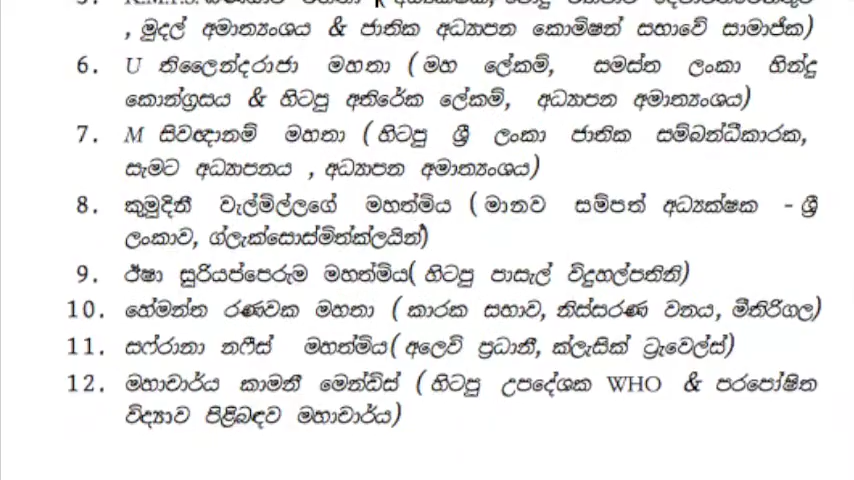 , මුදල් අමාත්‍යංශය & ජාතික අධ්‍යාපන කොමිෂන් සභාවේ සාමාජික)
6. U තිලෛන්දරාජා මහතා ( මහ ලේකම්, සමස්ත ලංකා හින්දු
කොන්ග්‍රසය & හිටපු අතිරේක ලේකම්, අධ්‍යාපන අමාත්‍යංශය)
7. M සිවඥානම් මහතා ( හිටපු ශ්‍රී ලංකා ජාතික සම්බන්ධීකාරක,
සැමට අධ්‍යාපනය , අධ්‍යාපන අමාත්‍යංශය)
8. කුමුදිනී වැල්මිල්ලගේ මහත්මිය ( මානව සම්පත් අධ්‍යක්ෂක - ශ්‍රී
ලංකාව, ග්ලැක්සොස්මිත්ක්ලයින්)
9. ඊෂා සුරියප්පෙරුම මහත්මිය( හිටපු පාසැල් විදුහල්පතිනි)
10. හේමන්ත රණවක මහතා ( කාරක සභාව, නිස්සරණ වනය, මීතිරිගල)
11. සෆ්රානා නෆීස් මහත්මිය( අලෙවි ප්‍රධානී, ක්ලැසික් ට්‍රැවෙල්ස්)
12. මහාචාර්ය කාමනී මෙන්ඩිස් ( හිටපු උපදේශක WHO & පරපෝෂිත
විද්‍යාව පිළිබඳව මහාචාර්ය)